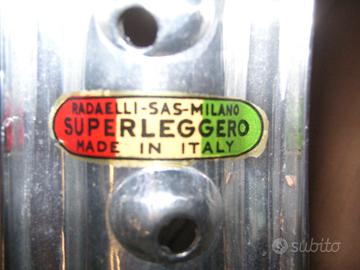 RADAELLI-SAS-MILANO
SUPERLEGGERO
MADE IN ITALY
subito